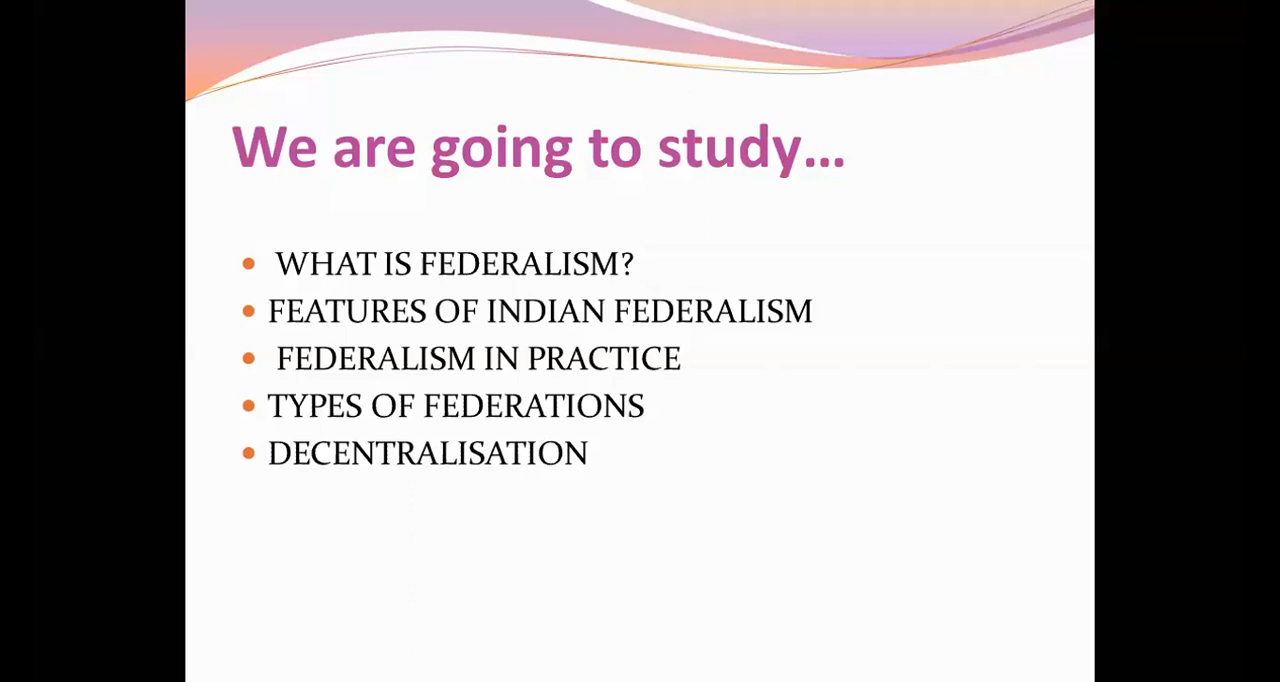 We are going to study...
• WHAT IS FEDERALISM?
• FEATURES OF INDIAN FEDERALISM
• FEDERALISM IN PRACTICE
• TYPES OF FEDERATIONS
• DECENTRALISATION